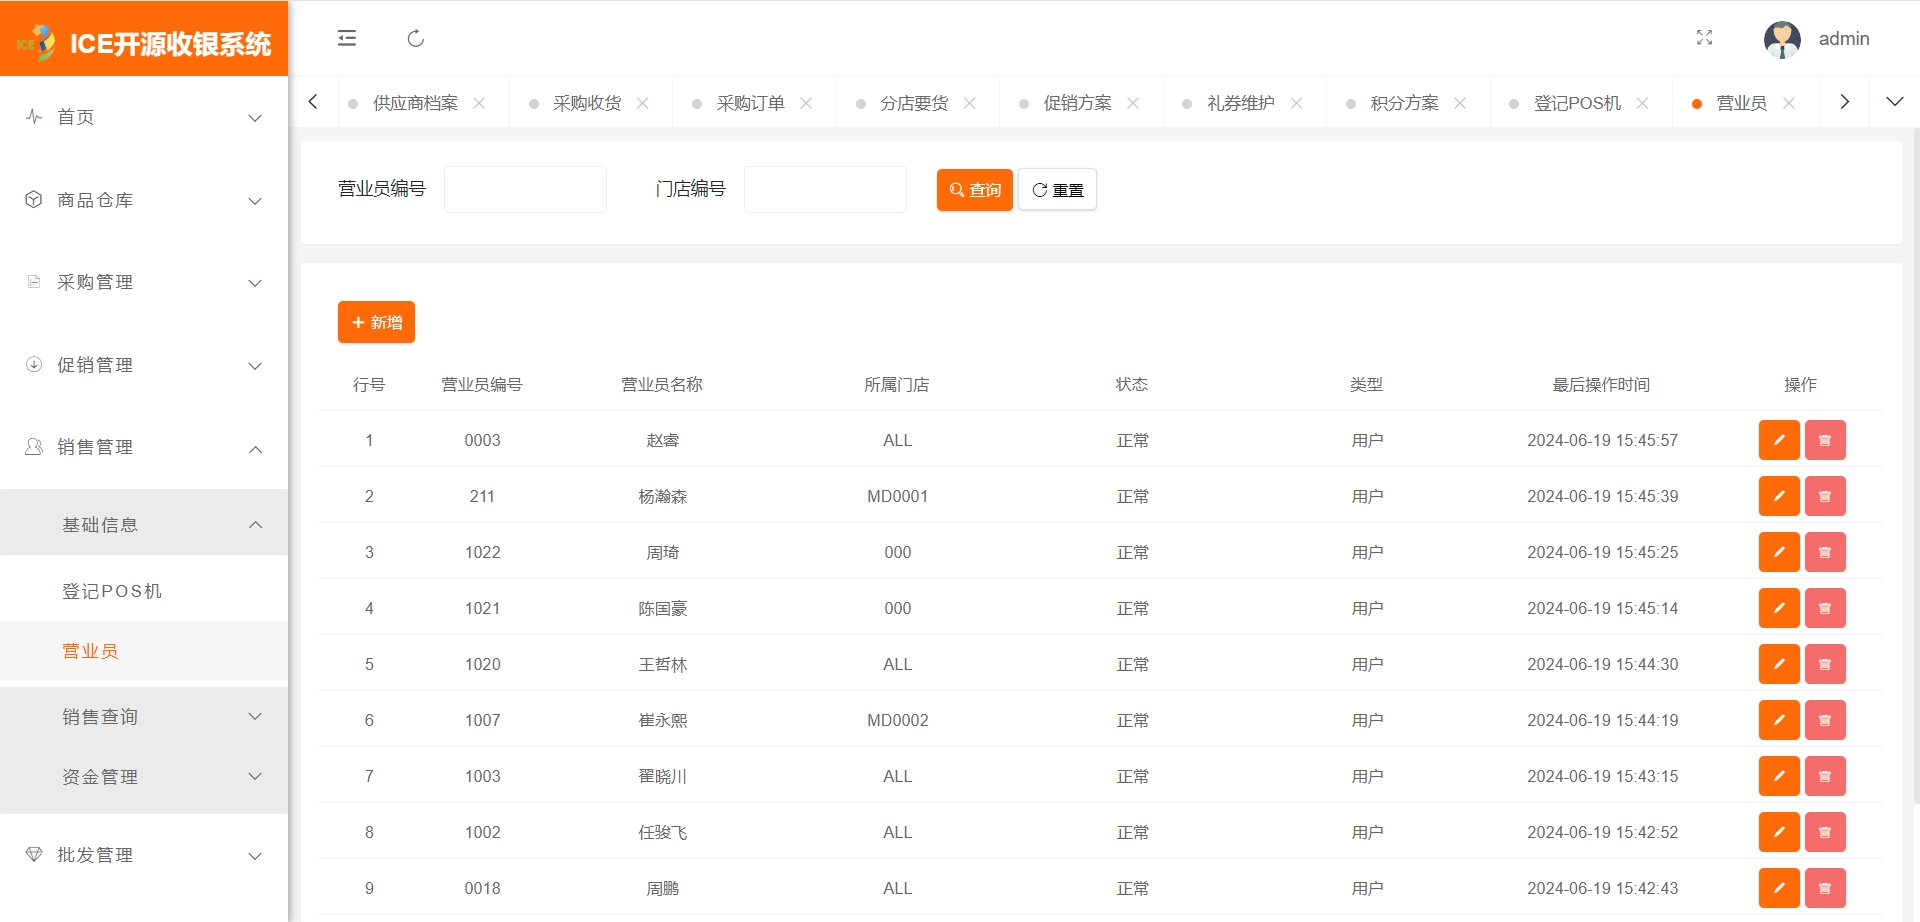 ICE ICE开源收银系统
admin
供应商档案 采购收货 采购订单 分店要货 促销方案 礼券维护 积分方案 登记POS机 营业员
首页
商品仓库
采购管理
促销管理
销售管理
基础信息
登记POS机
营业员
销售查询
资金管理
批发管理
营业员编号 门店编号 查询 重置
新增
行号 营业员编号 营业员名称 所属门店 状态 类型 最后操作时间 操作
1 0003 赵睿 ALL 正常 用户 2024-06-19 15:45:57
2 211 杨瀚森 MD0001 正常 用户 2024-06-19 15:45:39
3 1022 周琦 000 正常 用户 2024-06-19 15:45:25
4 1021 陈国豪 000 正常 用户 2024-06-19 15:45:14
5 1020 王哲林 ALL 正常 用户 2024-06-19 15:44:30
6 1007 崔永熙 MD0002 正常 用户 2024-06-19 15:44:19
7 1003 翟晓川 ALL 正常 用户 2024-06-19 15:43:15
8 1002 任骏飞 ALL 正常 用户 2024-06-19 15:42:52
9 0018 周鹏 ALL 正常 用户 2024-06-19 15:42:43